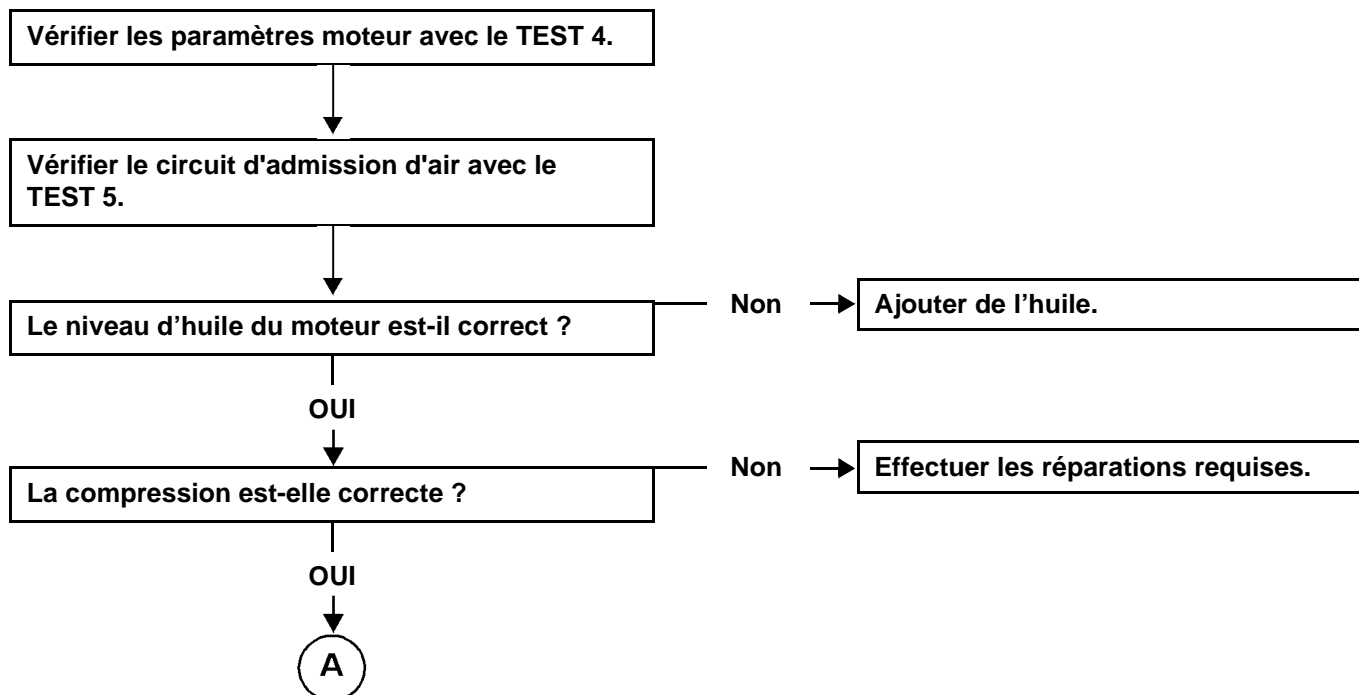 Vérifier les paramètres moteur avec le TEST 4.
Vérifier le circuit d'admission d'air avec le
TEST 5.
Le niveau d’huile du moteur est-il correct ?
Non
Ajouter de l’huile.
OUI
La compression est-elle correcte ?
Non
Effectuer les réparations requises.
OUI
A